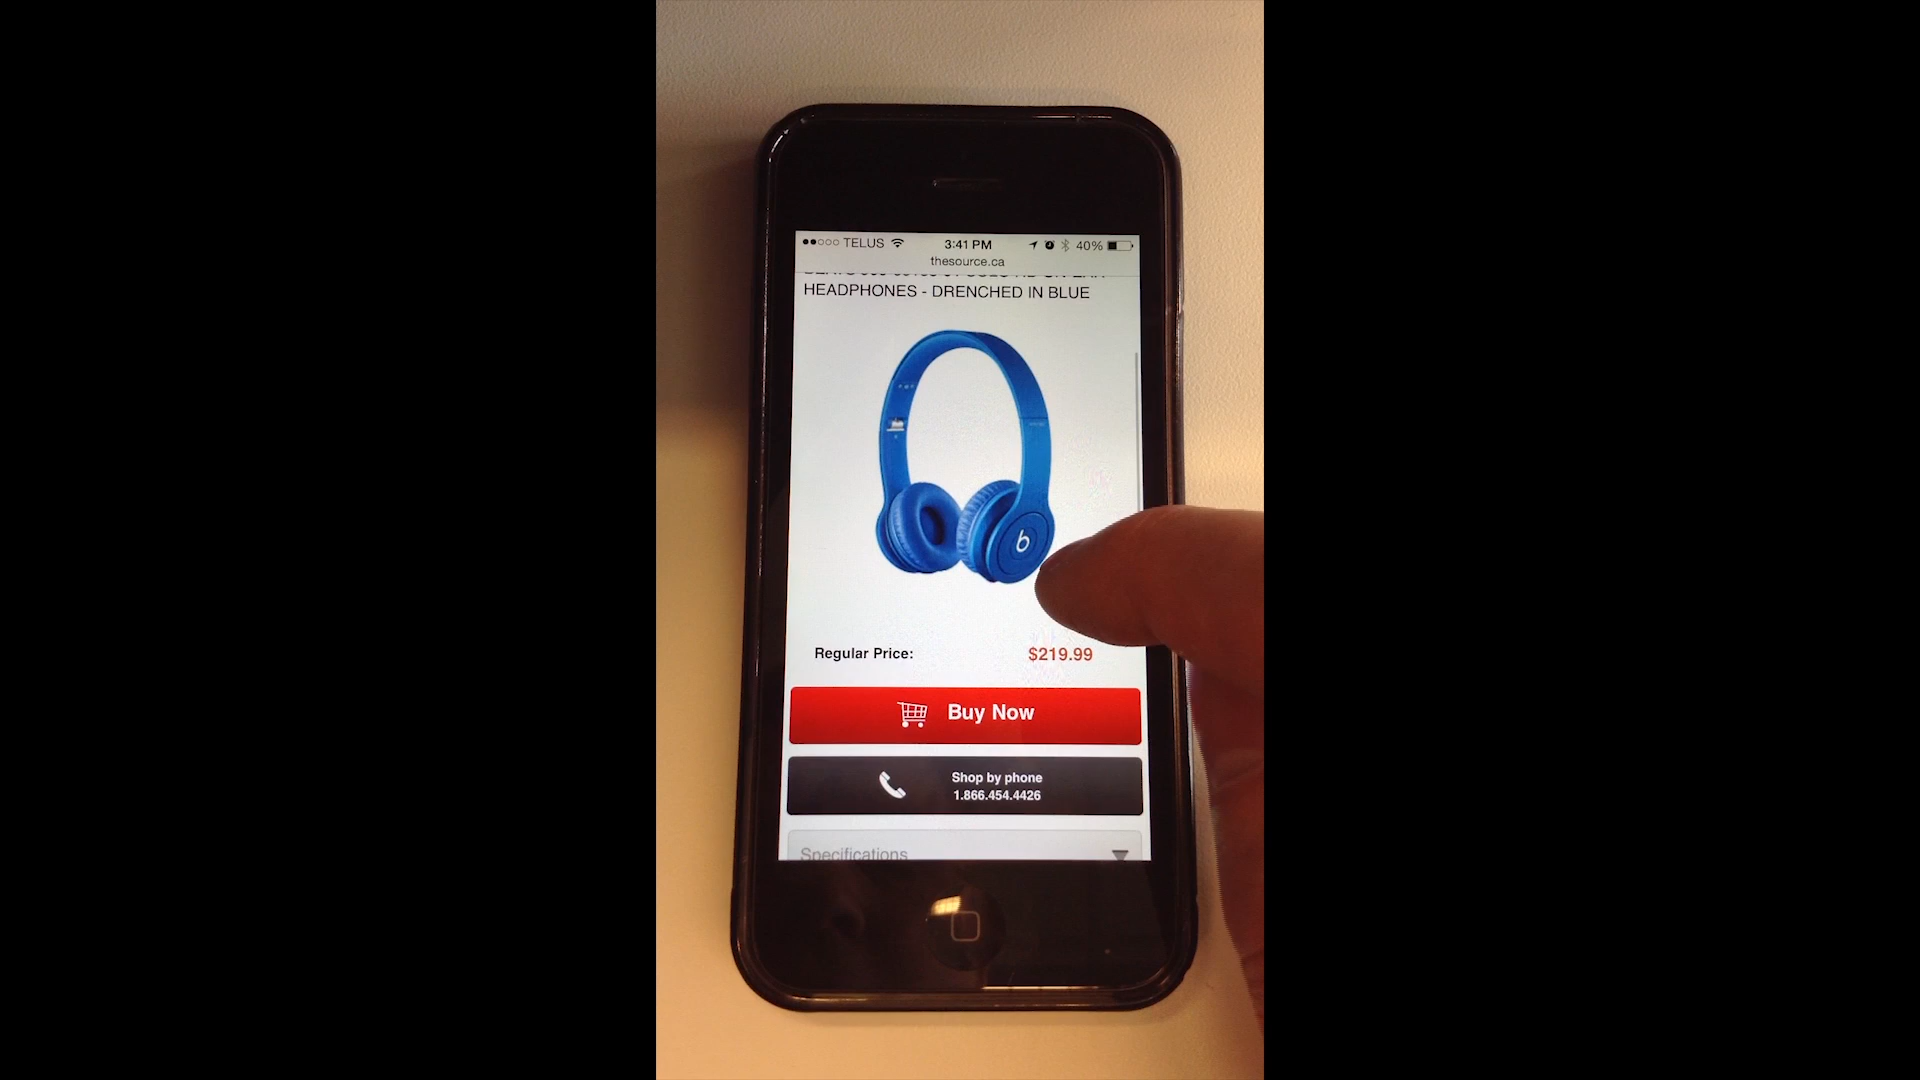 TELUS 3:41 PM 40%
thesource.ca
HEADPHONES - DRENCHED IN BLUE
b
Regular Price: $219.99
Buy Now
Shop by phone
1.866.454.4426
Specifications